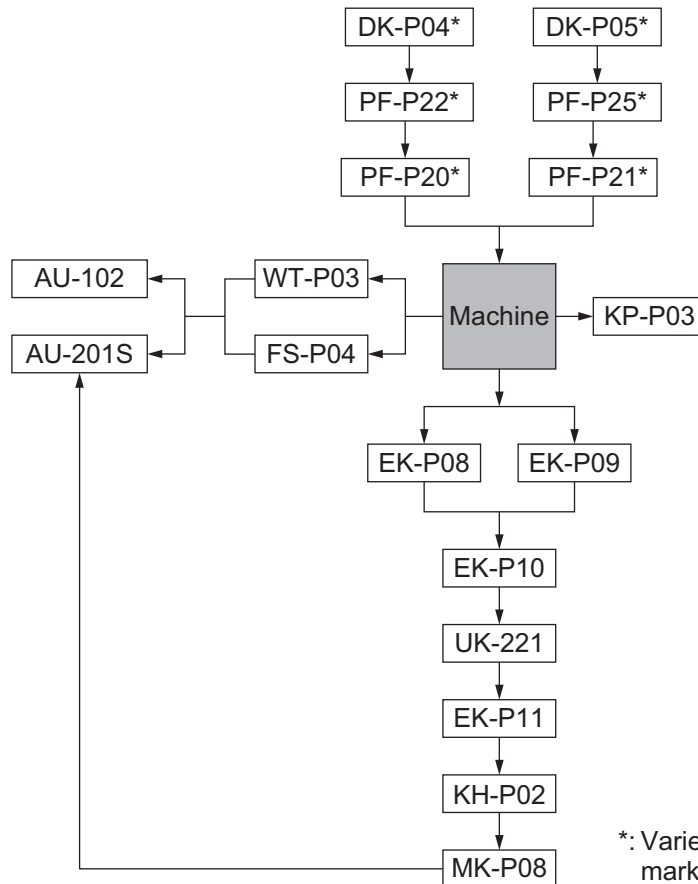 DK-P04*
DK-P05*
PF-P22*
PF-P25*
PF-P20*
PF-P21*
AU-102
WT-P03
Machine
KP-P03
AU-201S
FS-P04
EK-P08
EK-P09
EK-P10
UK-221
EK-P11
KH-P02
*: Varie
MK-P08
mark